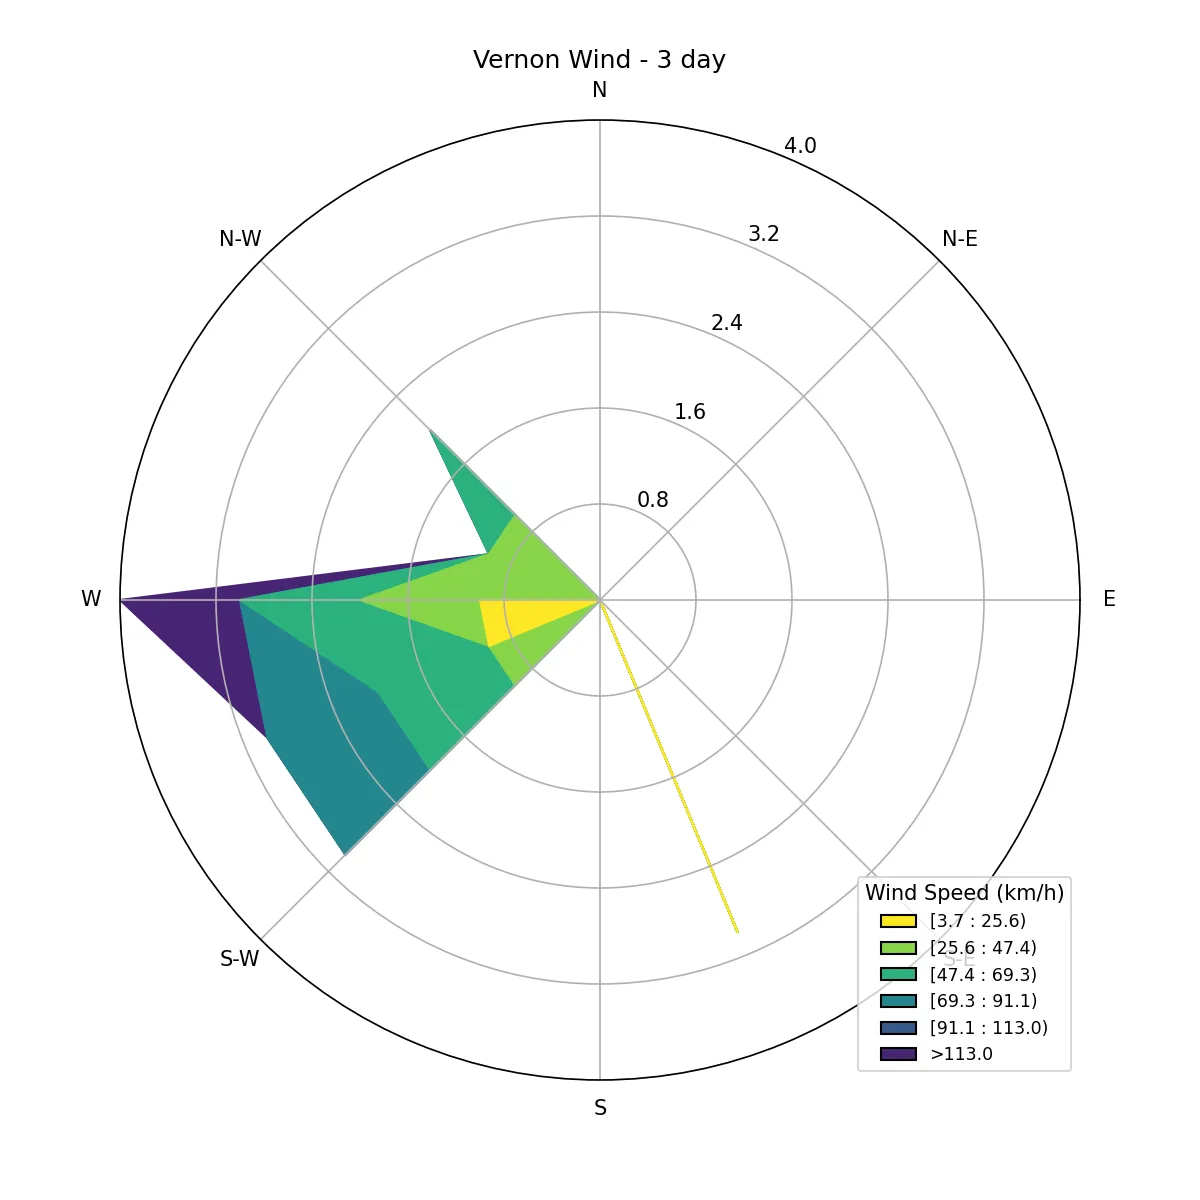 Vernon Wind - 3 day
N
4.0
N-W
3.2
N-E
2.4
1.6
0.8
W
E
S-W
S-E
Wind Speed (km/h)
[3.7 : 25.6)
[25.6 : 47.4)
[47.4 : 69.3)
[69.3 : 91.1)
[91.1 : 113.0)
>113.0
S